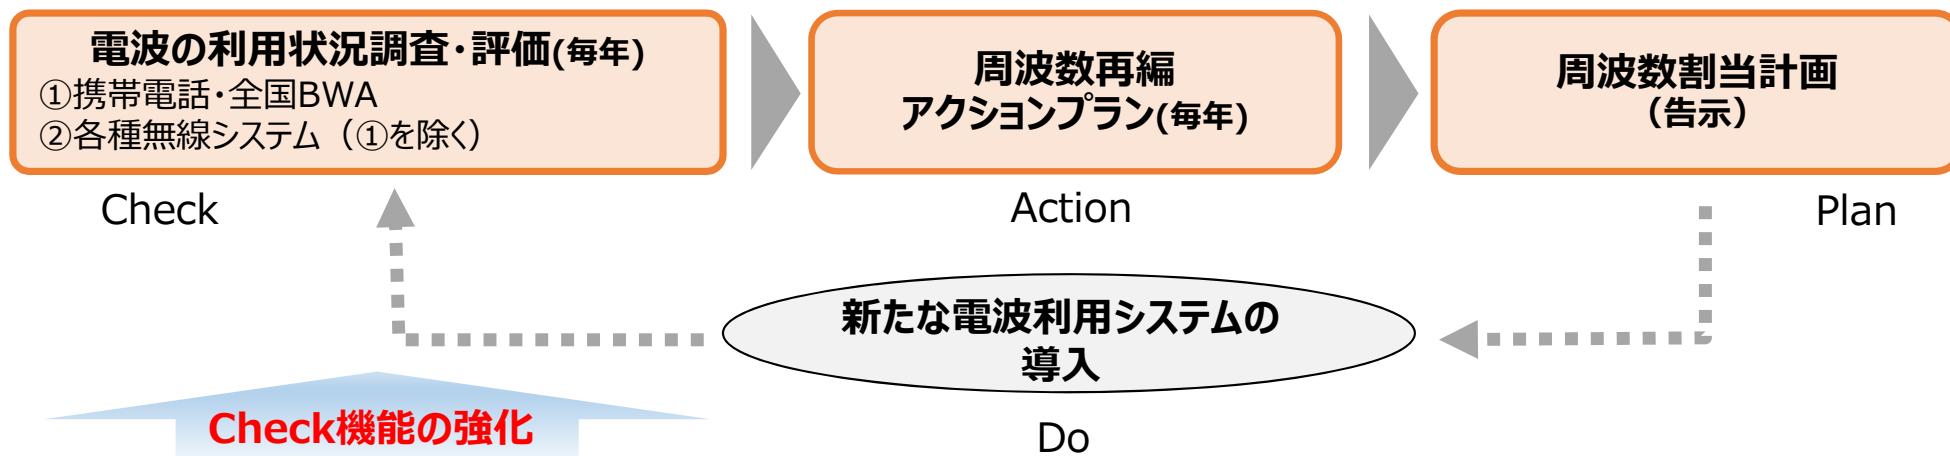 電波の利用状況調査・評価(毎年)
①携帯電話・全国BWA
②各種無線システム（①を除く）
周波数再編
アクションプラン(毎年)
周波数割当計画
（告示）
Check
Action
Plan
新たな電波利用システムの
導入
Check機能の強化
Do